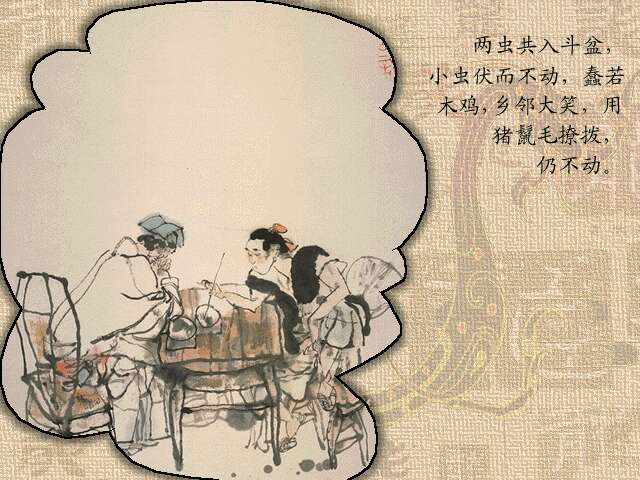 两虫共入斗盆，
小虫伏而不动，蠢若
木鸡，乡邻大笑，用
猪鬣毛撩拨，
仍不动。